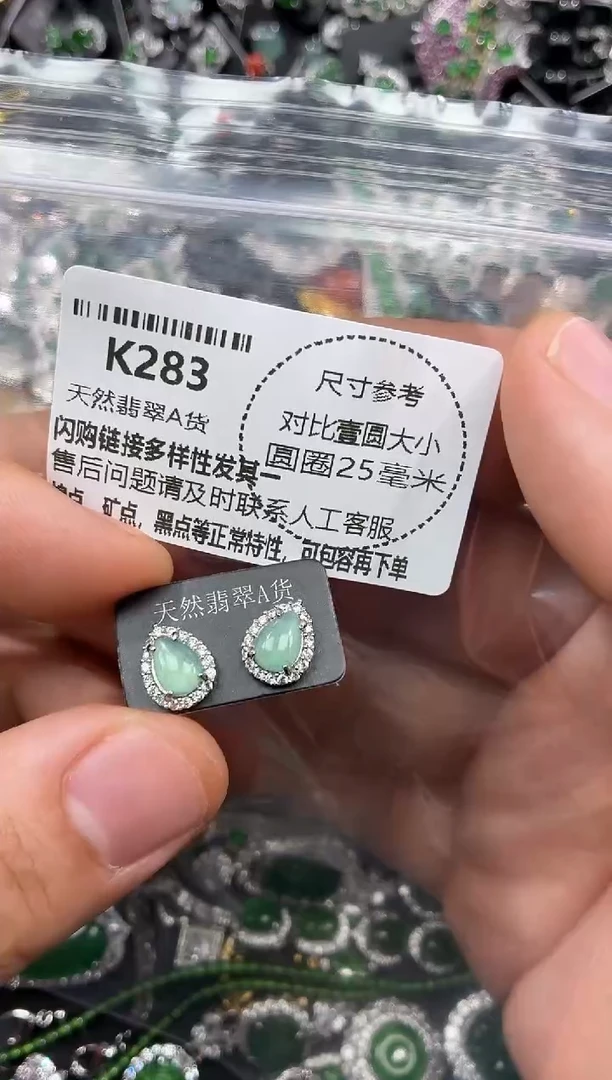 K283
天然翡翠A货
尺寸参考
对比壹圆大小
圆圈25毫米
闪购链接多样性发其一
售后问题请及时联系人工客服
矿点，黑点等正常特性，可包容再下单
天然翡翠A货